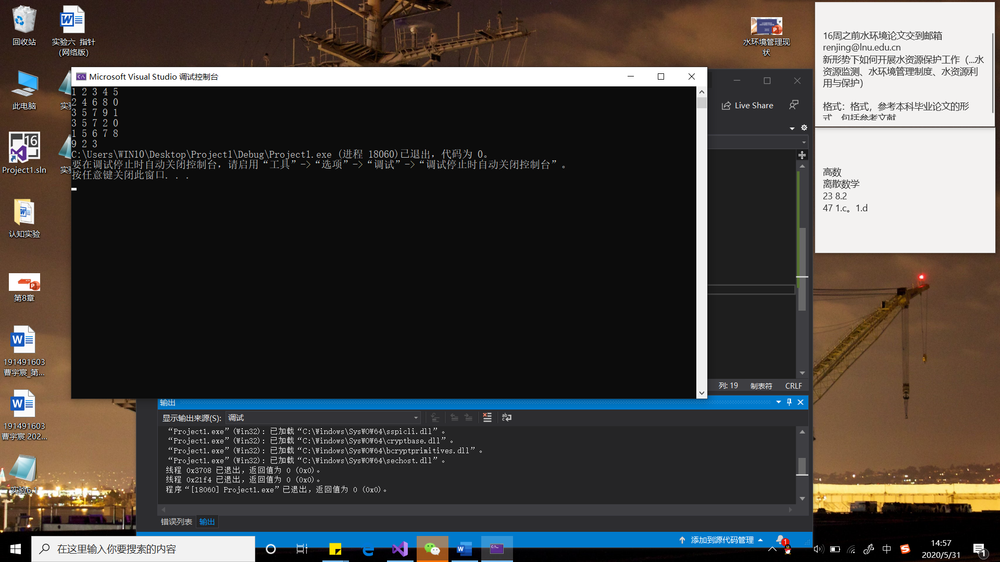 回收站
实验六 指针
(网络版)
此电脑
实验
Project1.sln
实验
认知实验
第8章
191491603
曹宇宸_第...
191491603
曹宇宸 202...
实验6.1
水环境管理现
状
Microsoft Visual Studio 调试控制台
1 2 3 4 5
2 4 6 8 0
3 5 7 9 1
3 5 7 2 0
1 5 6 7 8
9 2 3
C:\Users\WIN10\Desktop\Project1\Debug\Project1.exe (进程 18060)已退出，代码为 0。
要在调试停止时自动关闭控制台，请启用“工具”->“选项”->“调试”->“调试停止时自动关闭控制台”。
按任意键关闭此窗口. . .
Live Share
列: 19 制表符 CRLF
输出
显示输出来源(S): 调试
“Project1.exe”(Win32): 已加载“C:\Windows\SysWOW64\sspicli.dll”。
“Project1.exe”(Win32): 已加载“C:\Windows\SysWOW64\cryptbase.dll”。
“Project1.exe”(Win32): 已加载“C:\Windows\SysWOW64\bcryptprimitives.dll”。
“Project1.exe”(Win32): 已加载“C:\Windows\SysWOW64\sechost.dll”。
线程 0x3708 已退出，返回值为 0 (0x0)。
线程 0x21f4 已退出，返回值为 0 (0x0)。
程序“[18060] Project1.exe”已退出，返回值为 0 (0x0)。
错误列表 输出
添加到源代码管理
1
16周之前水环境论文交到邮箱
renjing@lnu.edu.cn
新形势下如何开展水资源保护工作（...水
资源监测、水环境管理制度、水资源利
用与保护）
格式：格式，参考本科毕业论文的形
式，包括参考文献
高数
离散数学
23 8.2
47 1.c。1.d
在这里输入你要搜索的内容
中
14:57
2020/5/31
1